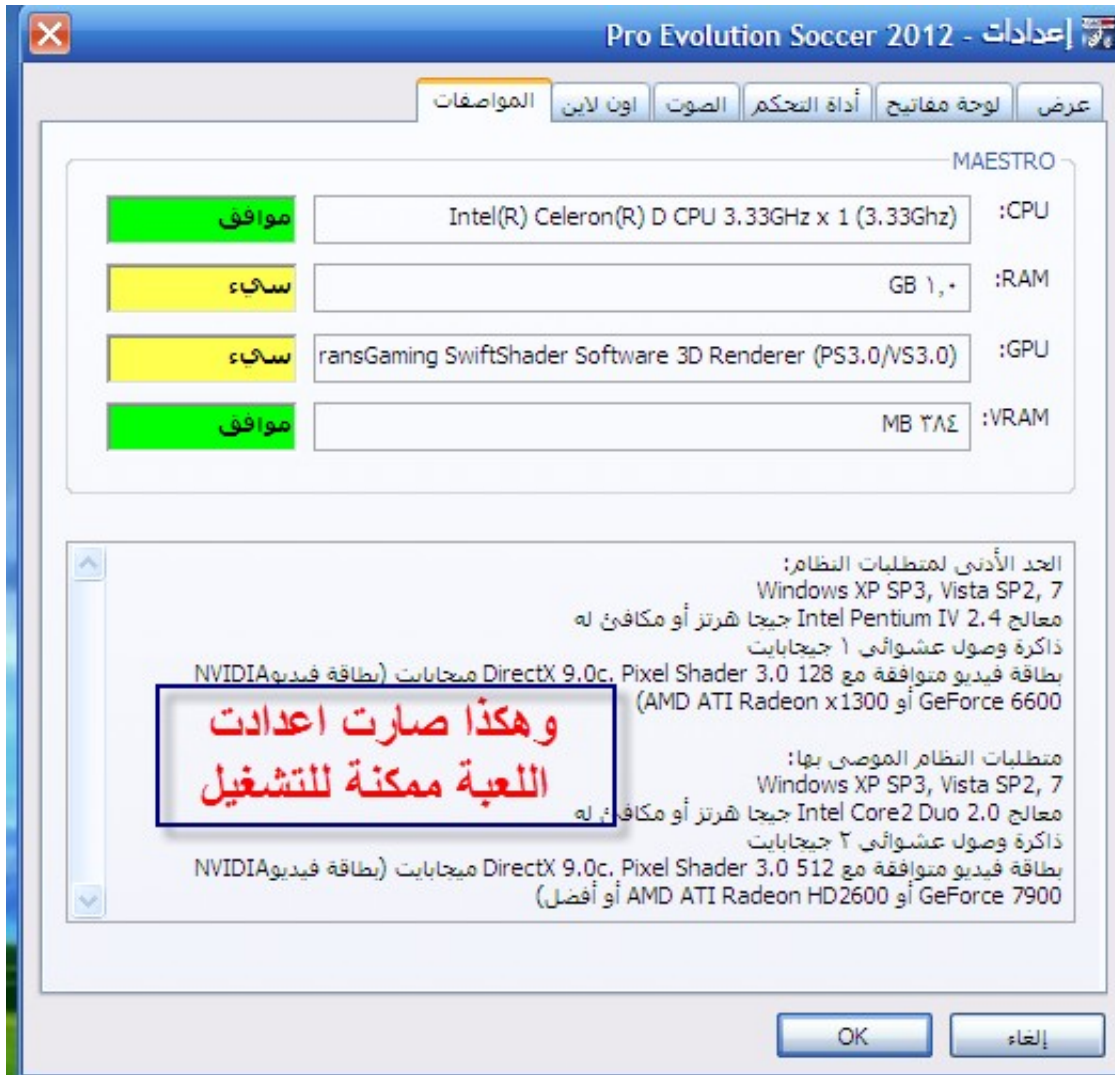 إعدادات - Pro Evolution Soccer 2012
عرض لوحة مفاتيح أداة التحكم الصوت اون لاين المواصفات
MAESTRO
CPU: Intel(R) Celeron(R) D CPU 3.33GHz x 1 (3.33Ghz) موافق
RAM: GB ١,٠ سيء
GPU: ransGaming SwiftShader Software 3D Renderer (PS3.0/VS3.0) سيء
VRAM: MB ٣٨٤ موافق
الحد الأدنى لمتطلبات النظام:
Windows XP SP3, Vista SP2, 7
معالج Intel Pentium IV 2.4 جيجا هرتز أو مكافئ له
ذاكرة وصول عشوائي ١ جيجابايت
بطاقة فيديو متوافقة مع DirectX 9.0c، Pixel Shader 3.0 128 ميجابايت (بطاقة فيديوNVIDIA
GeForce 6600 أو AMD ATI Radeon x1300)
متطلبات النظام الموصى بها:
Windows XP SP3, Vista SP2, 7
معالج Intel Core2 Duo 2.0 جيجا هرتز أو مكافئ له
ذاكرة وصول عشوائي ٢ جيجابايت
بطاقة فيديو متوافقة مع DirectX 9.0c، Pixel Shader 3.0 512 ميجابايت (بطاقة فيديوNVIDIA
GeForce 7900 أو AMD ATI Radeon HD2600 أو أفضل)
وهكذا صارت اعدادت
اللعبة ممكنة للتشغيل
OK إلغاء